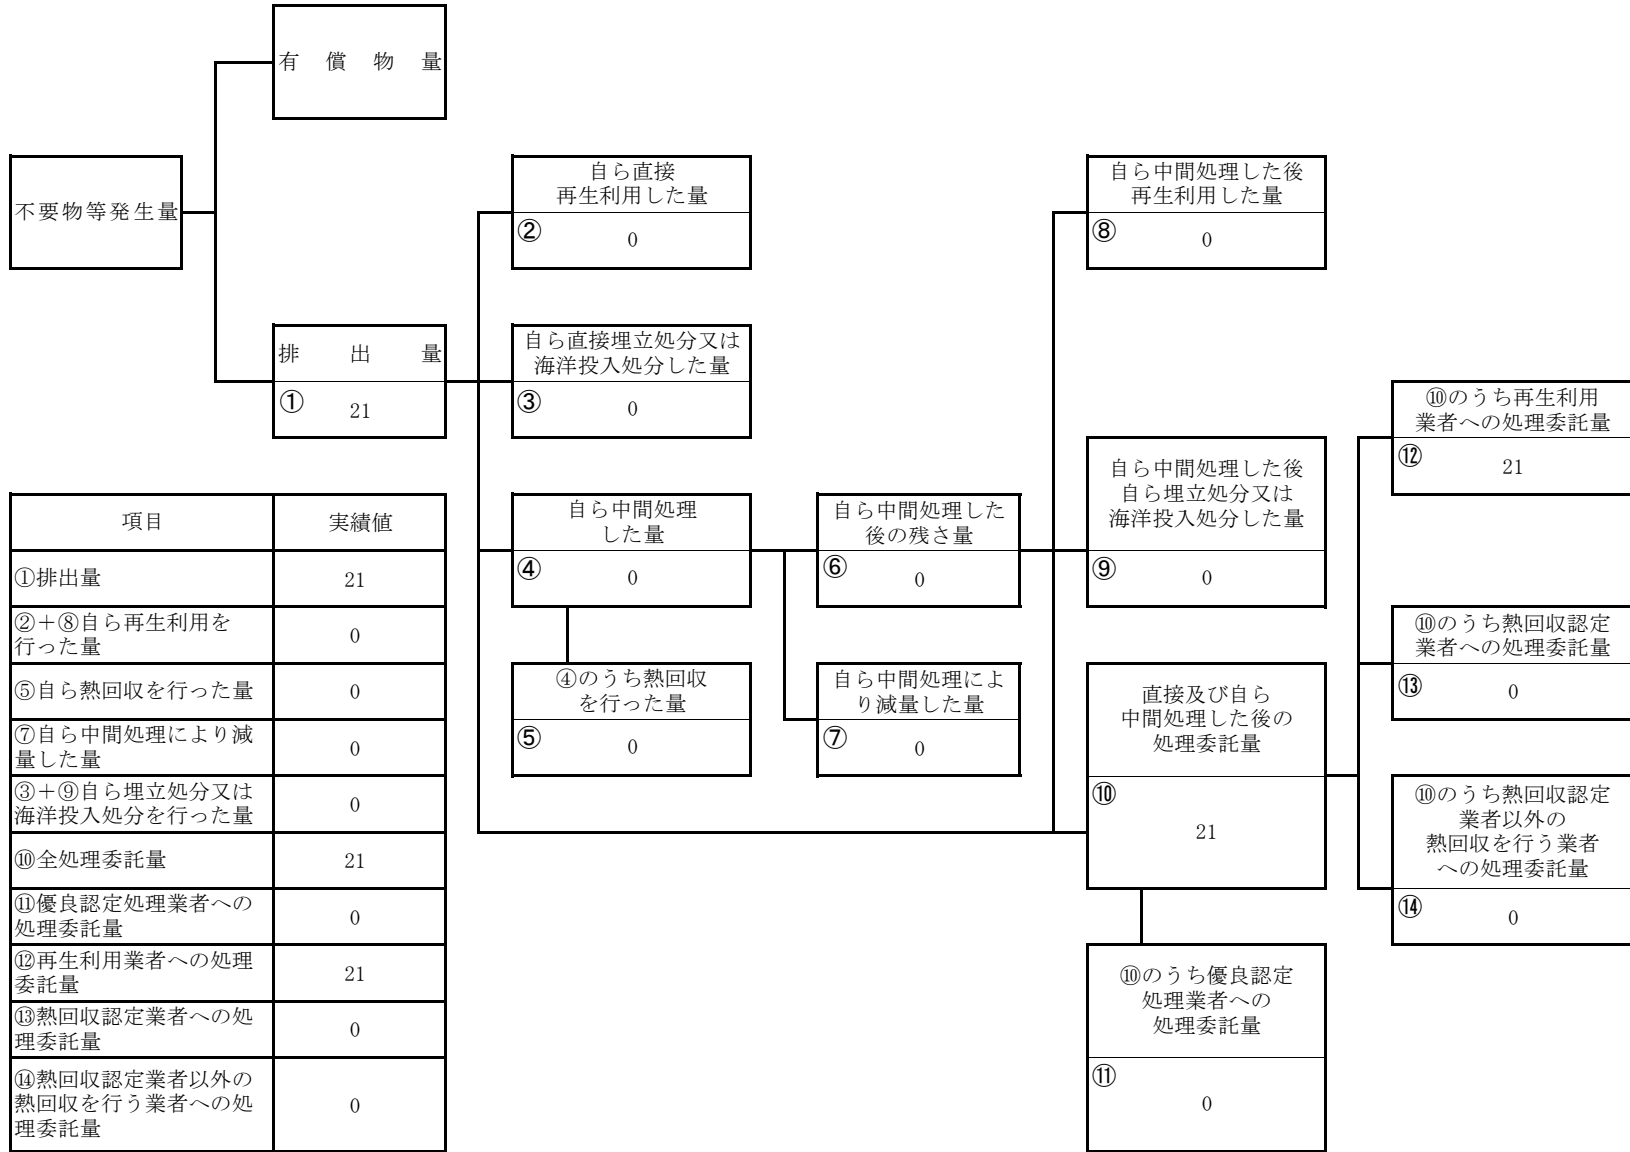 有償物量
不要物等発生量
排出量
①
21
自ら直接
再生利用した量
②
0
自ら直接埋立処分又は
海洋投入処分した量
③
0
自ら中間処理
した量
④
0
④のうち熱回収
を行った量
⑤
0
自ら中間処理した
後の残さ量
⑥
0
自ら中間処理によ
り減量した量
⑦
0
自ら中間処理した後
再生利用した量
⑧
0
自ら中間処理した後
自ら埋立処分又は
海洋投入処分した量
⑨
0
直接及び自ら
中間処理した後の
処理委託量
⑩
21
⑩のうち優良認定
処理業者への
処理委託量
⑪
0
⑩のうち再生利用
業者への処理委託量
⑫
21
⑩のうち熱回収認定
業者への処理委託量
⑬
0
⑩のうち熱回収認定
業者以外の
熱回収を行う業者
への処理委託量
⑭
0
項目
実績値
①排出量
21
②＋⑧自ら再生利用を
行った量
0
⑤自ら熱回収を行った量
0
⑦自ら中間処理により減
量した量
0
③＋⑨自ら埋立処分又は
海洋投入処分を行った量
0
⑩全処理委託量
21
⑪優良認定処理業者への
処理委託量
0
⑫再生利用業者への処理
委託量
21
⑬熱回収認定業者への処
理委託量
0
⑭熱回収認定業者以外の
熱回収を行う業者への処
理委託量
0